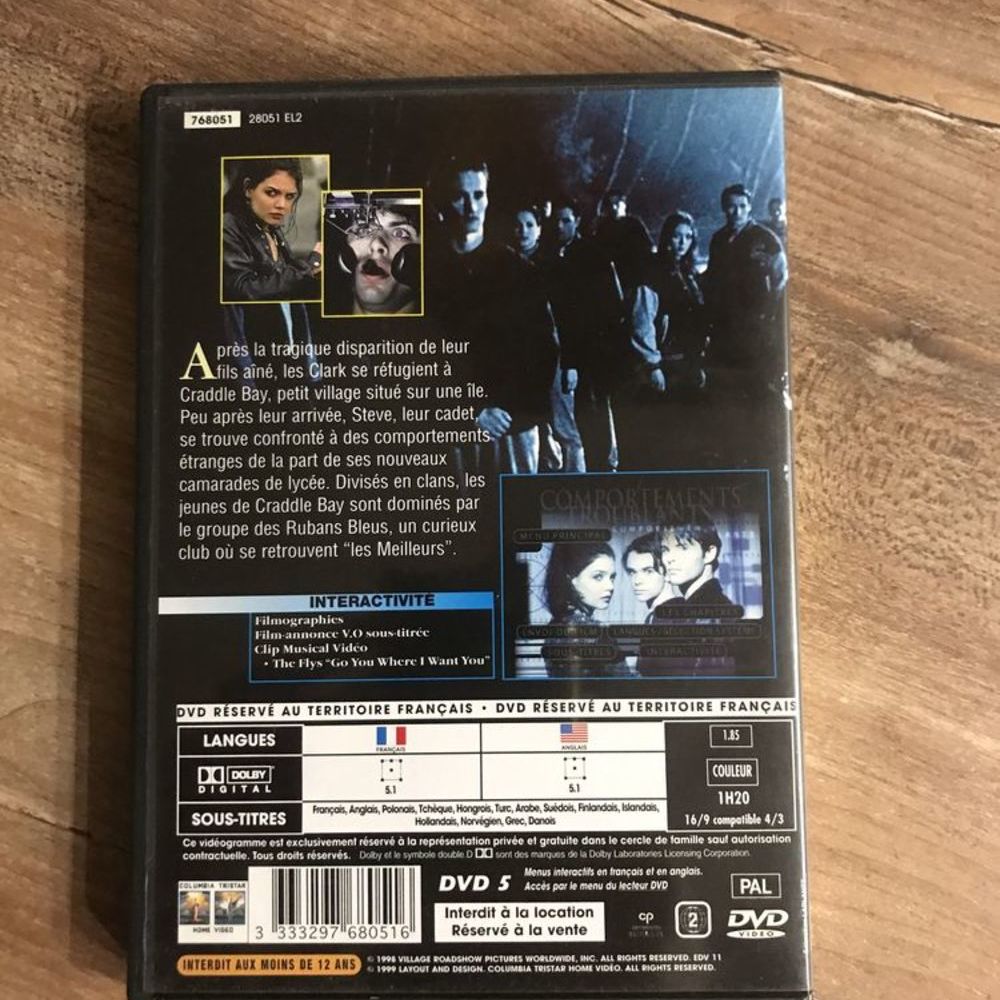 768051 28051 EL2
Après la tragique disparition de leur
fils aîné, les Clark se réfugient à
Craddle Bay, petit village situé sur une île.
Peu après leur arrivée, Steve, leur cadet,
se trouve confronté à des comportements
étranges de la part de ses nouveaux
camarades de lycée. Divisés en clans, les
jeunes de Craddle Bay sont dominés par
le groupe des Rubans Bleus, un curieux
club où se retrouvent “les Meilleurs”.
COMPORTEMENTS
TROUBLANTS
MENU PRINCIPAL
LES CHAPITRES
ENVOI DU FILM LANGUES/SÉLECTION SYSTÈME
SOUS-TITRES INTERACTIVITÉ
INTERACTIVITÉ
Filmographies
Film-annonce V.O sous-titrée
Clip Musical Vidéo
• The Flys “Go You Where I Want You”
DVD RÉSERVÉ AU TERRITOIRE FRANÇAIS • DVD RÉSERVÉ AU TERRITOIRE FRANÇAIS
LANGUES FRANÇAIS ANGLAIS 1.85
DOLBY DIGITAL 5.1 5.1 COULEUR
1H20
SOUS-TITRES Français, Anglais, Polonais, Tchèque, Hongrois, Turc, Arabe, Suédois, Finlandais, Islandais,
Hollandais, Norvégien, Grec, Danois
16/9 compatible 4/3
Ce vidéogramme est exclusivement réservé à la représentation privée et gratuite dans le cercle de famille sauf autorisation
contractuelle. Tous droits réservés. Dolby et le symbole double D sont des marques de la Dolby Laboratories Licensing Corporation.
COLUMBIA TRISTAR
HOME VIDEO
3 333297 680516
DVD 5
Menus interactifs en français et en anglais.
Accès par le menu du lecteur DVD
PAL
Interdit à la location
Réservé à la vente
cp
2
DVD
VIDEO
INTERDIT AUX MOINS DE 12 ANS
© 1998 VILLAGE ROADSHOW PICTURES WORLDWIDE, INC. ALL RIGHTS RESERVED. EDV 11
© 1999 LAYOUT AND DESIGN. COLUMBIA TRISTAR HOME VIDEO. ALL RIGHTS RESERVED.